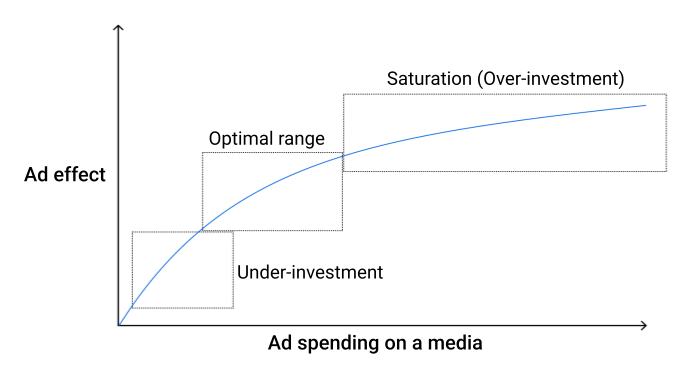 Saturation (Over-investment)
Optimal range
Ad effect
Under-investment
Ad spending on a media